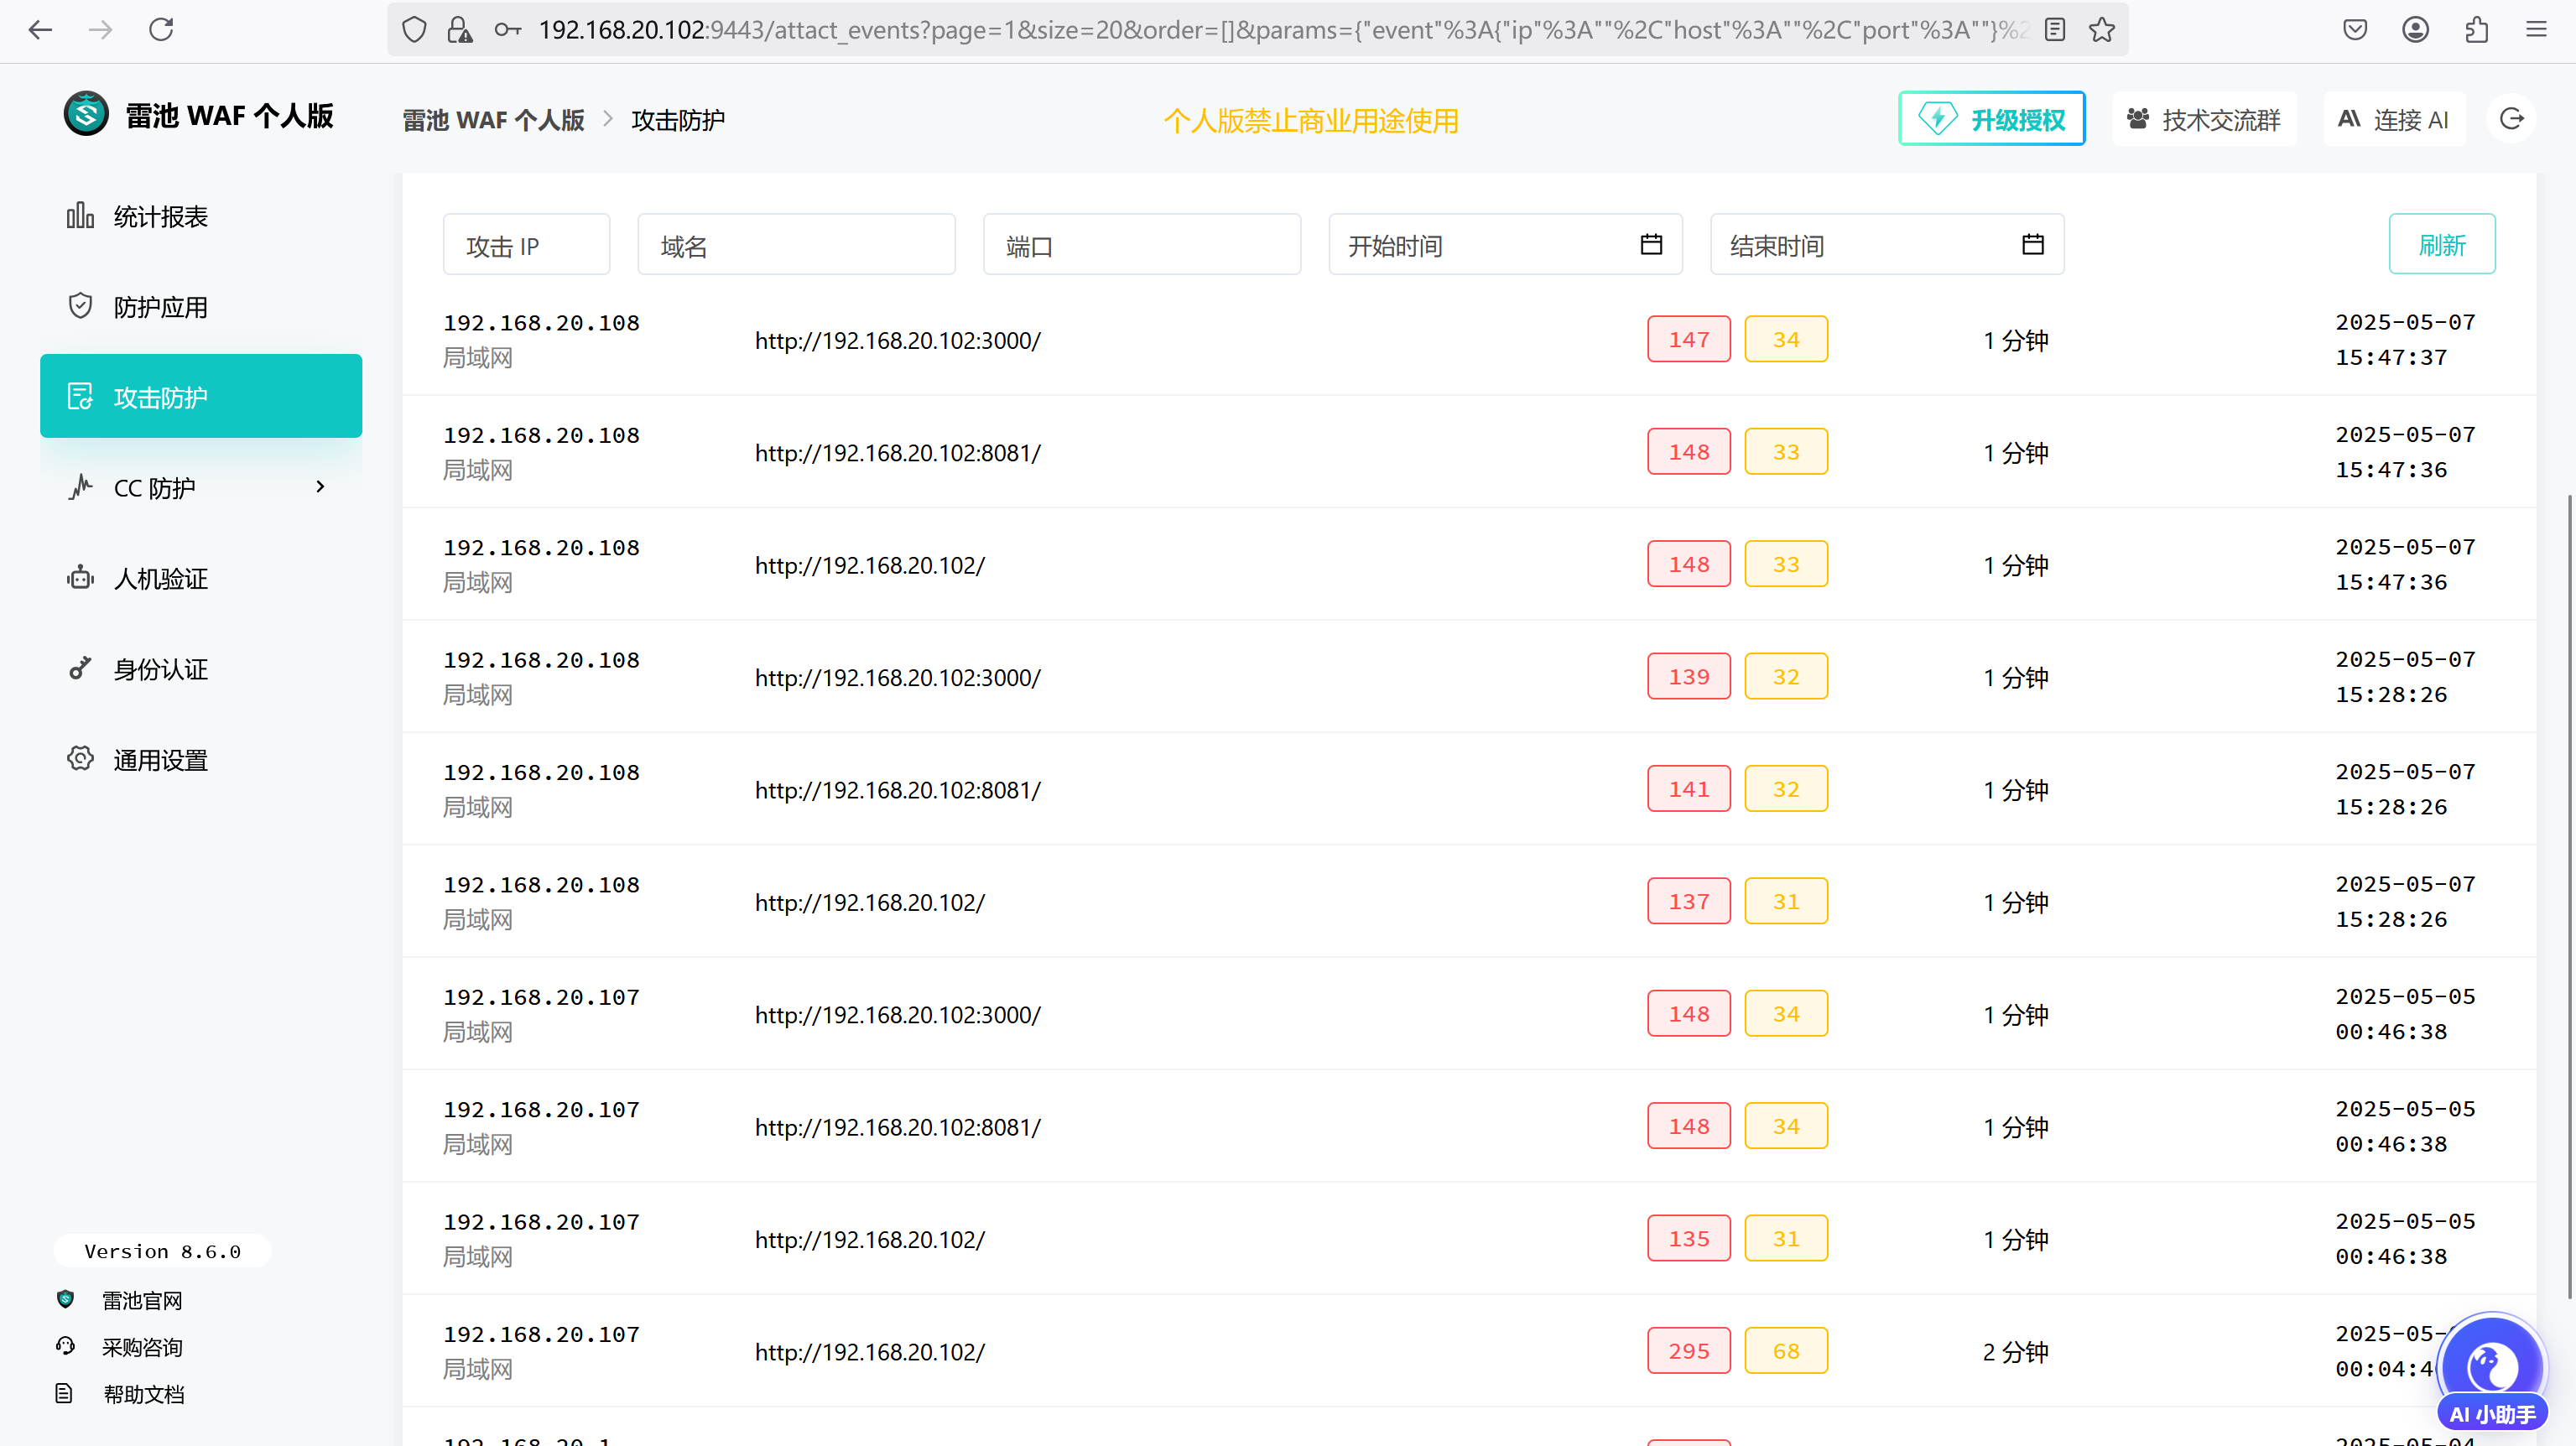 192.168.20.102:9443/attact_events?page=1&size=20&order=[]&params={"event"%3A{"ip"%3A""%2C"host"%3A""%2C"port"%3A""}%2
雷池 WAF 个人版
雷池 WAF 个人版 > 攻击防护
个人版禁止商业用途使用
升级授权
技术交流群
连接 AI
统计报表
防护应用
攻击防护
CC 防护
人机验证
身份认证
通用设置
Version 8.6.0
雷池官网
采购咨询
帮助文档
攻击 IP
域名
端口
开始时间
结束时间
刷新
192.168.20.108
局域网
http://192.168.20.102:3000/
147
34
1 分钟
2025-05-07
15:47:37
192.168.20.108
局域网
http://192.168.20.102:8081/
148
33
1 分钟
2025-05-07
15:47:36
192.168.20.108
局域网
http://192.168.20.102/
148
33
1 分钟
2025-05-07
15:47:36
192.168.20.108
局域网
http://192.168.20.102:3000/
139
32
1 分钟
2025-05-07
15:28:26
192.168.20.108
局域网
http://192.168.20.102:8081/
141
32
1 分钟
2025-05-07
15:28:26
192.168.20.108
局域网
http://192.168.20.102/
137
31
1 分钟
2025-05-07
15:28:26
192.168.20.107
局域网
http://192.168.20.102:3000/
148
34
1 分钟
2025-05-05
00:46:38
192.168.20.107
局域网
http://192.168.20.102:8081/
148
34
1 分钟
2025-05-05
00:46:38
192.168.20.107
局域网
http://192.168.20.102/
135
31
1 分钟
2025-05-05
00:46:38
192.168.20.107
局域网
http://192.168.20.102/
295
68
2 分钟
2025-05-
00:04:4
AI 小助手